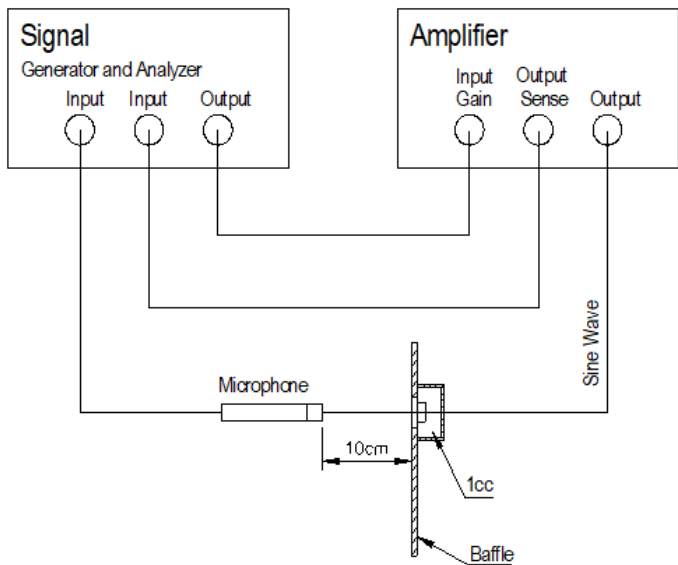 Signal
Generator and Analyzer
Input Input Output
Amplifier
Input
Gain
Output
Sense
Output
Sine Wave
Microphone
10cm
1cc
Baffle